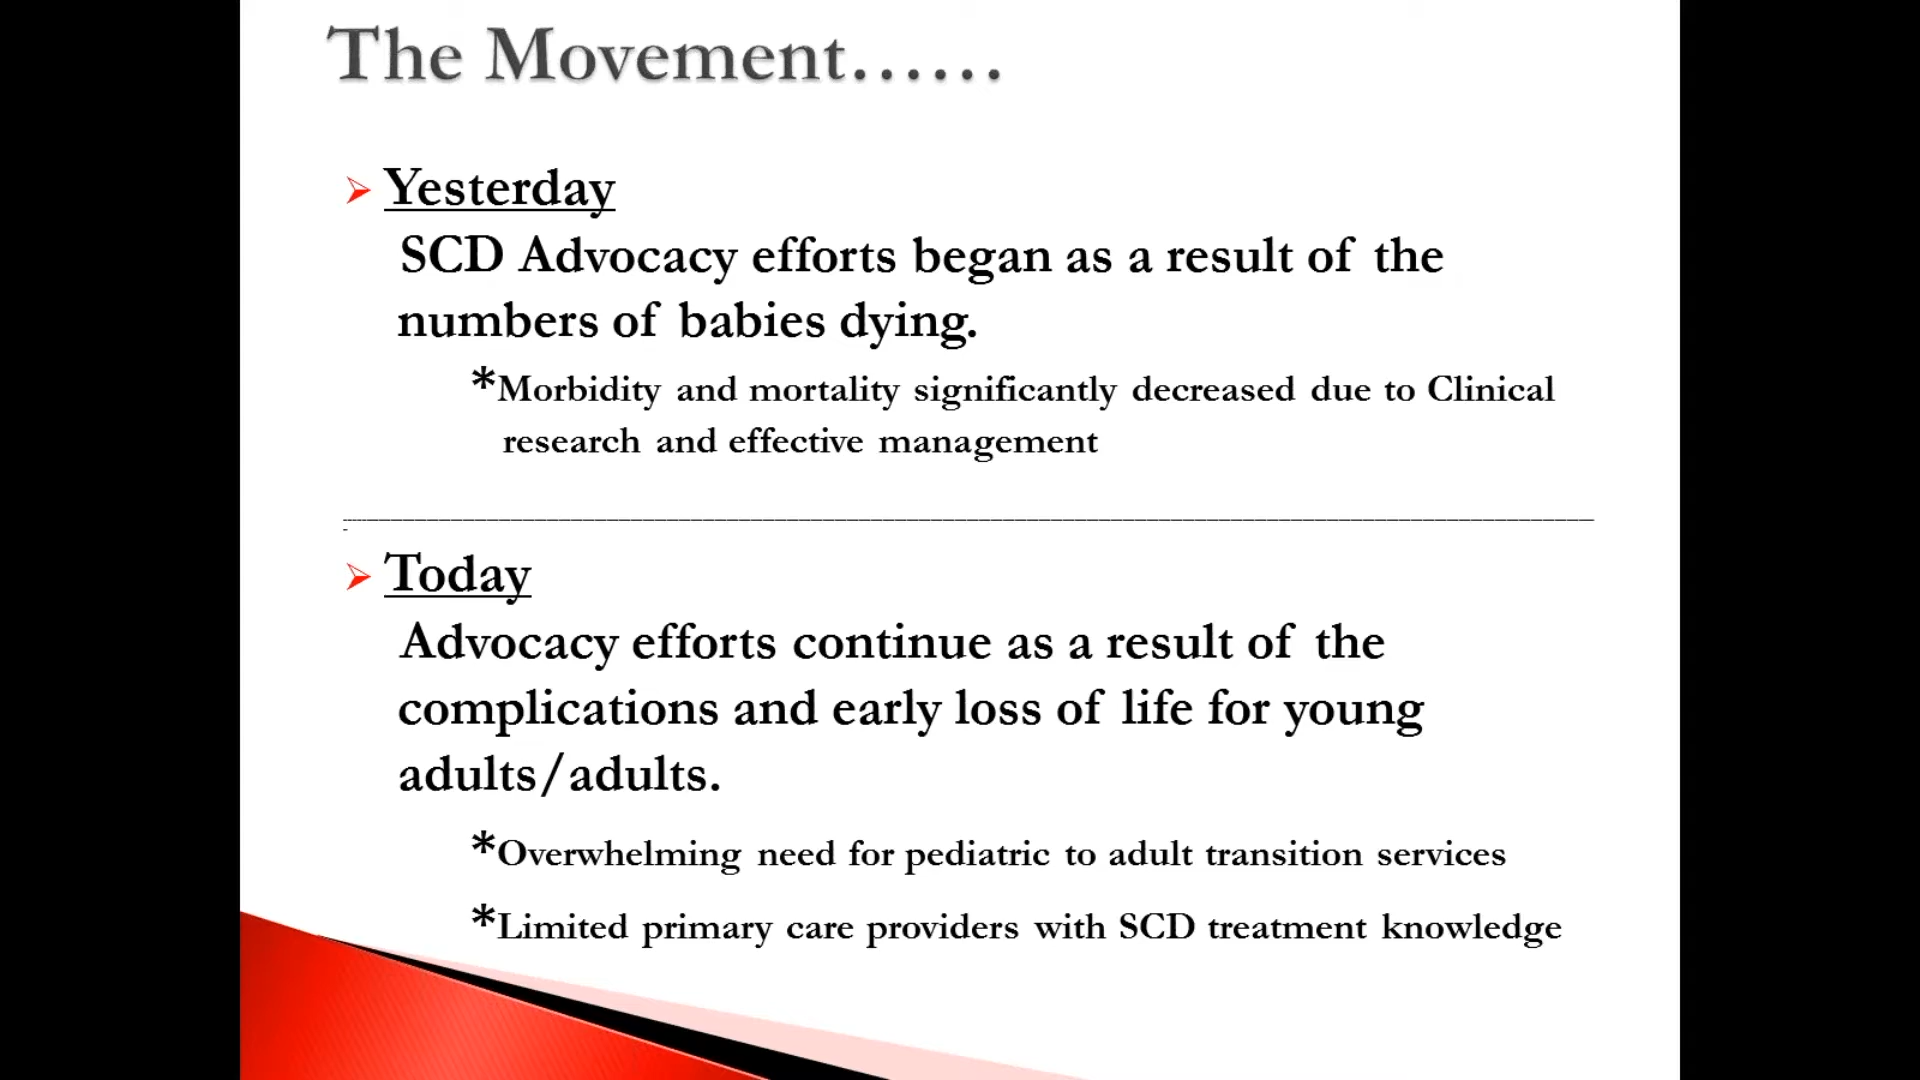 The Movement......
Yesterday
SCD Advocacy efforts began as a result of the
numbers of babies dying.
*Morbidity and mortality significantly decreased due to Clinical
research and effective management
Today
Advocacy efforts continue as a result of the
complications and early loss of life for young
adults/adults.
*Overwhelming need for pediatric to adult transition services
*Limited primary care providers with SCD treatment knowledge